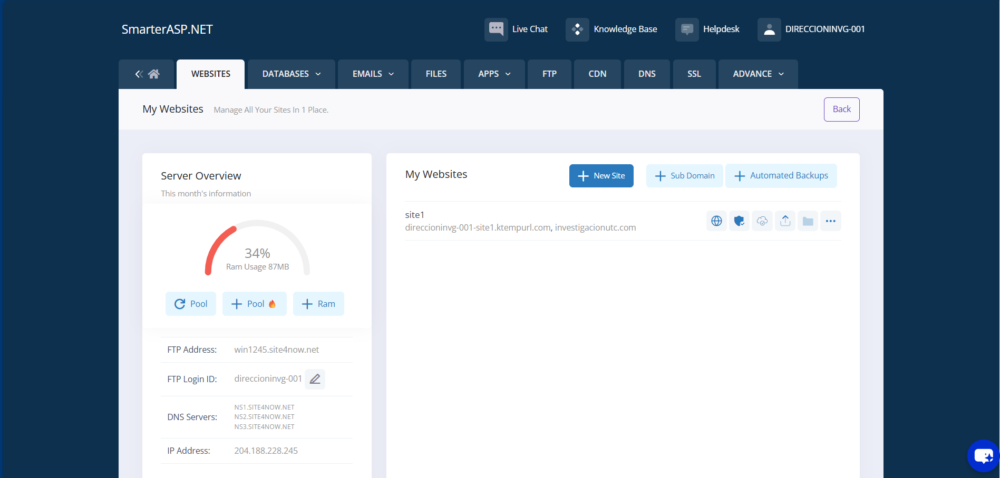 SmarterASP.NET
Live Chat
Knowledge Base
Helpdesk
DIRECCIONINVG-001
WEBSITES
DATABASES
EMAILS
FILES
APPS
FTP
CDN
DNS
SSL
ADVANCE
My Websites
Manage All Your Sites In 1 Place.
Back
Server Overview
This month's information
34%
Ram Usage 87MB
Pool
Pool
Ram
FTP Address: win1245.site4now.net
FTP Login ID: direccioninvg-001
DNS Servers:
NS1.SITE4NOW.NET
NS2.SITE4NOW.NET
NS3.SITE4NOW.NET
IP Address: 204.188.228.245
My Websites
New Site
Sub Domain
Automated Backups
site1
direccioninvg-001-site1.ktempurl.com, investigacionutc.com